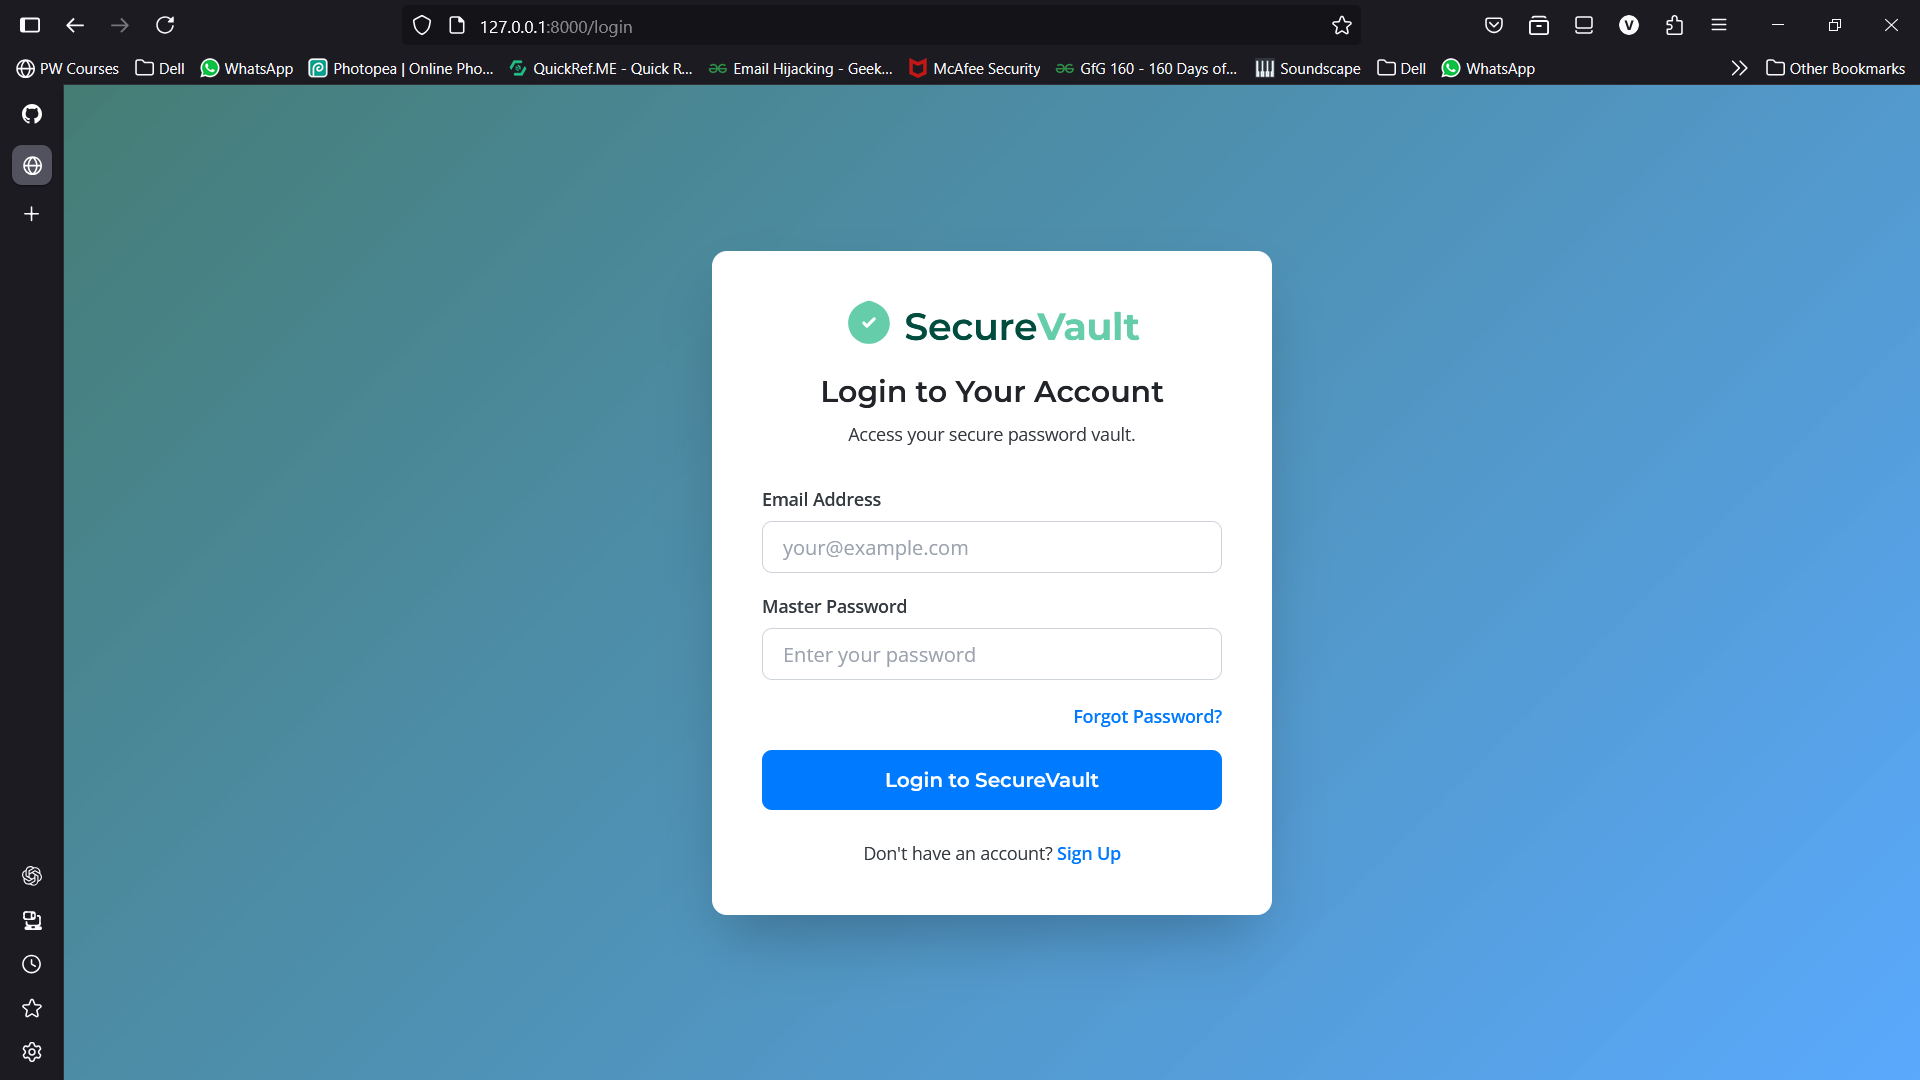 127.0.0.1:8000/login
V
PW Courses Dell WhatsApp Photopea | Online Pho... QuickRef.ME - Quick R... Email Hijacking - Geek... McAfee Security GfG 160 - 160 Days of... Soundscape Dell WhatsApp Other Bookmarks
SecureVault
Login to Your Account
Access your secure password vault.
Email Address
your@example.com
Master Password
Enter your password
Forgot Password?
Login to SecureVault
Don't have an account? Sign Up